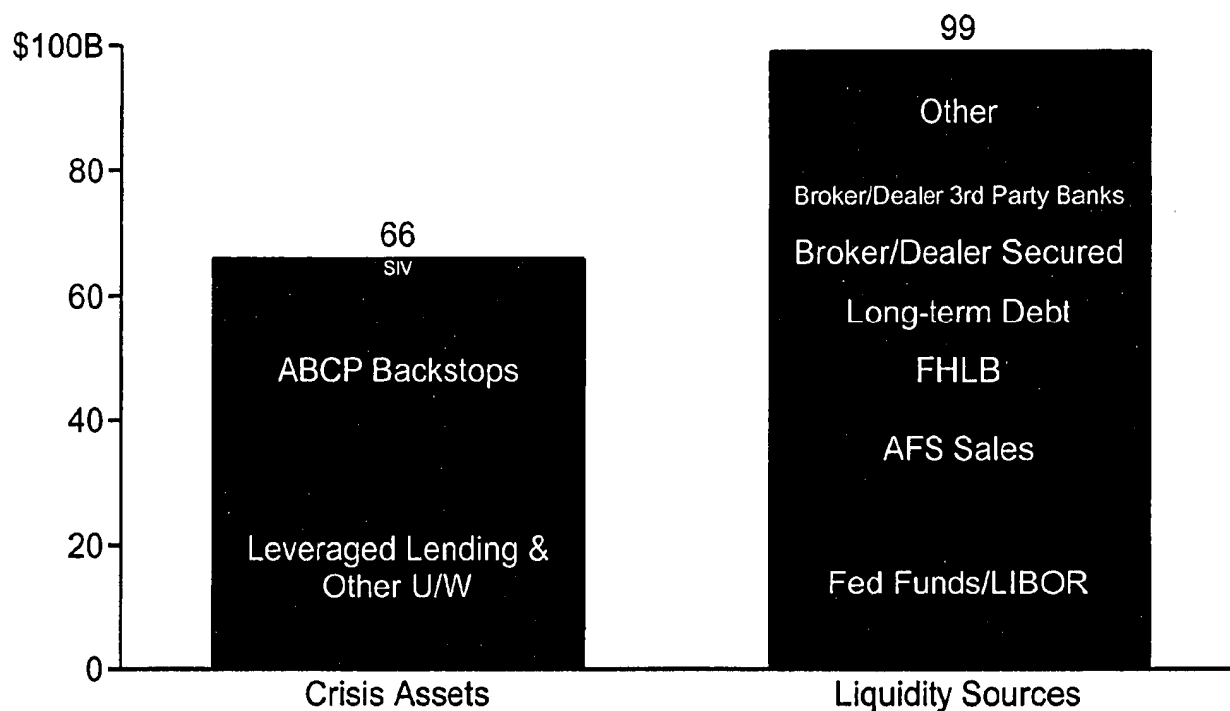 $100B
80
60
40
20
0
66
SIV
ABCP Backstops
Leveraged Lending &
Other U/W
Crisis Assets
99
Other
Broker/Dealer 3rd Party Banks
Broker/Dealer Secured
Long-term Debt
FHLB
AFS Sales
Fed Funds/LIBOR
Liquidity Sources